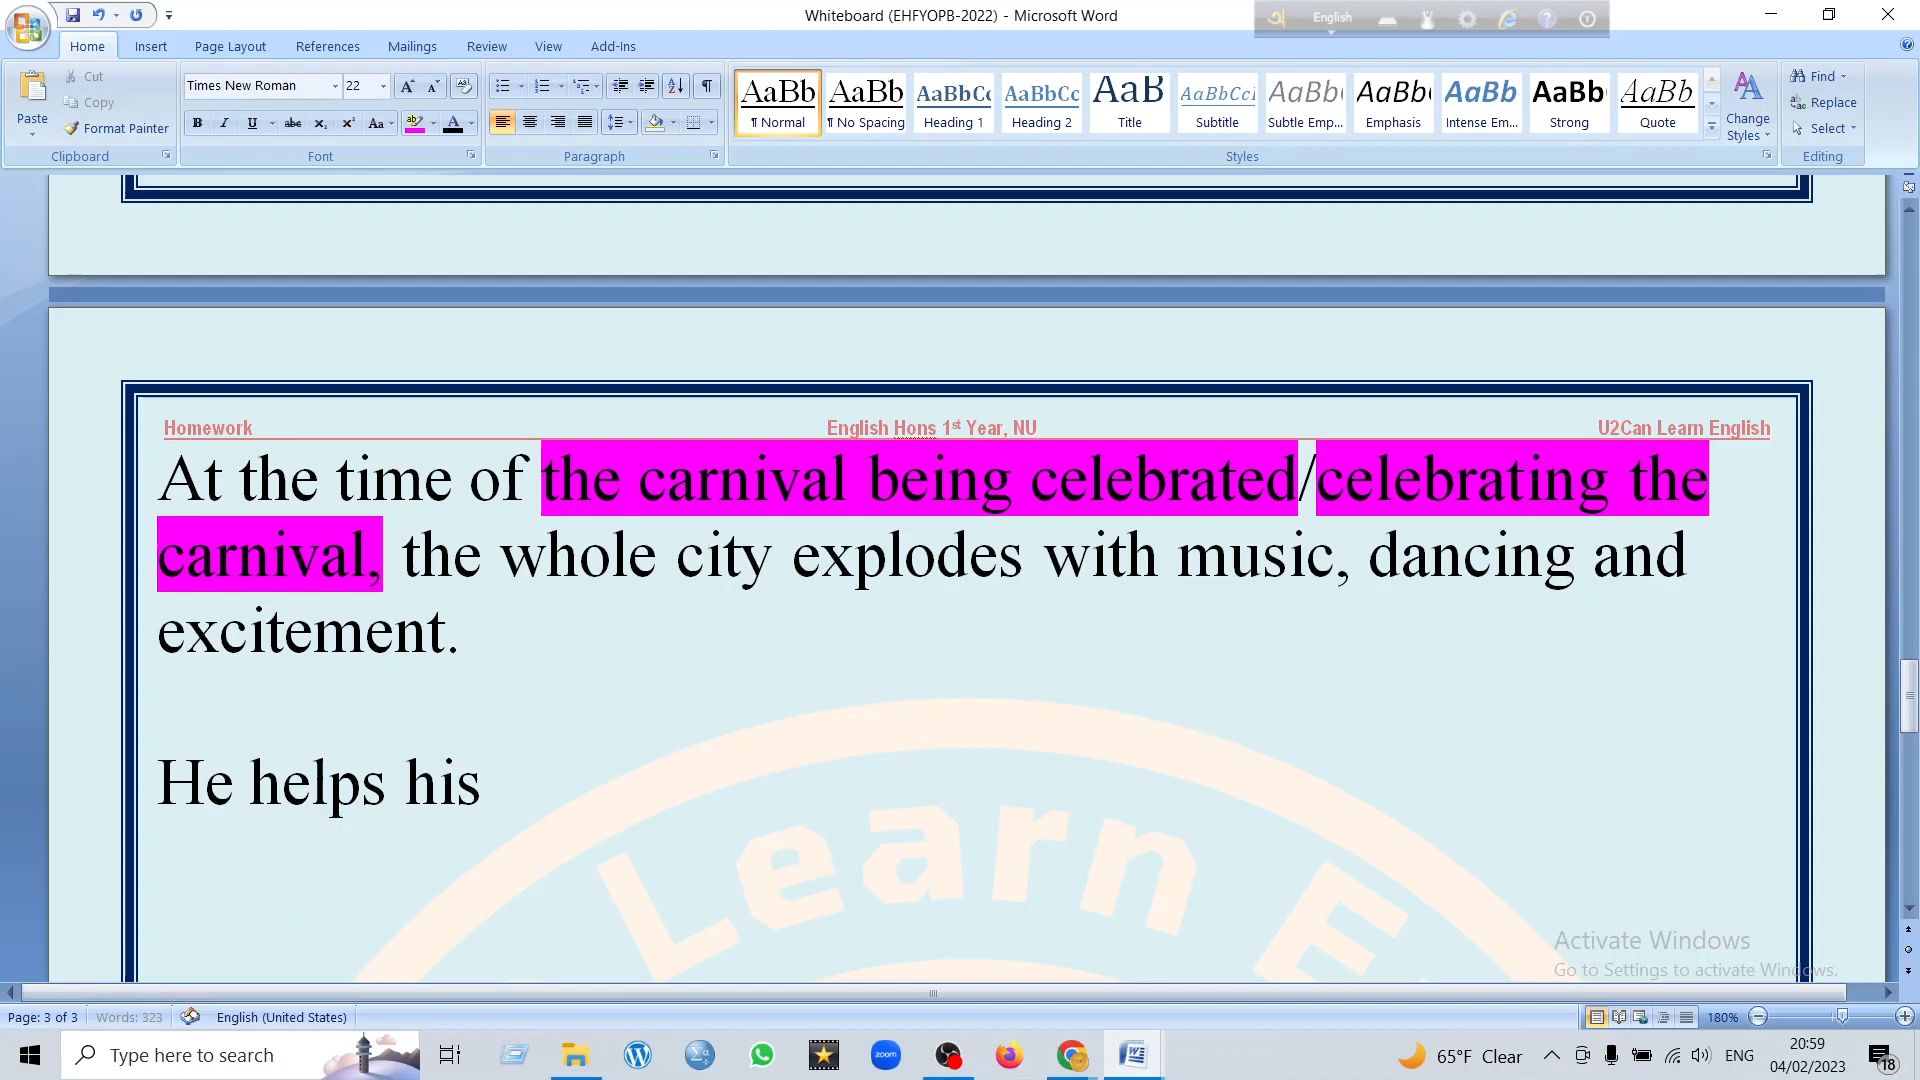 Whiteboard (EHFYOPB-2022) - Microsoft Word
English
Home Insert Page Layout References Mailings Review View Add-Ins
Paste
Cut
Copy
Format Painter
Clipboard
Times New Roman 22
Font
Paragraph
AaBb AaBb AaBbCc AaBbCc AaB AaBbCcI AaBb AaBb AaBb AaBb AaBb
¶ Normal ¶ No Spacing Heading 1 Heading 2 Title Subtitle Subtle Emp... Emphasis Intense Em... Strong Quote
Styles
Change
Styles
Find
Replace
Select
Editing
Homework English Hons 1st Year, NU U2Can Learn English
At the time of the carnival being celebrated/celebrating the
carnival, the whole city explodes with music, dancing and
excitement.
He helps his
Learn E
Activate Windows
Go to Settings to activate Windows.
Page: 3 of 3 Words: 323 English (United States) 180%
Type here to search
zoom
65°F Clear ENG
20:59
04/02/2023
18